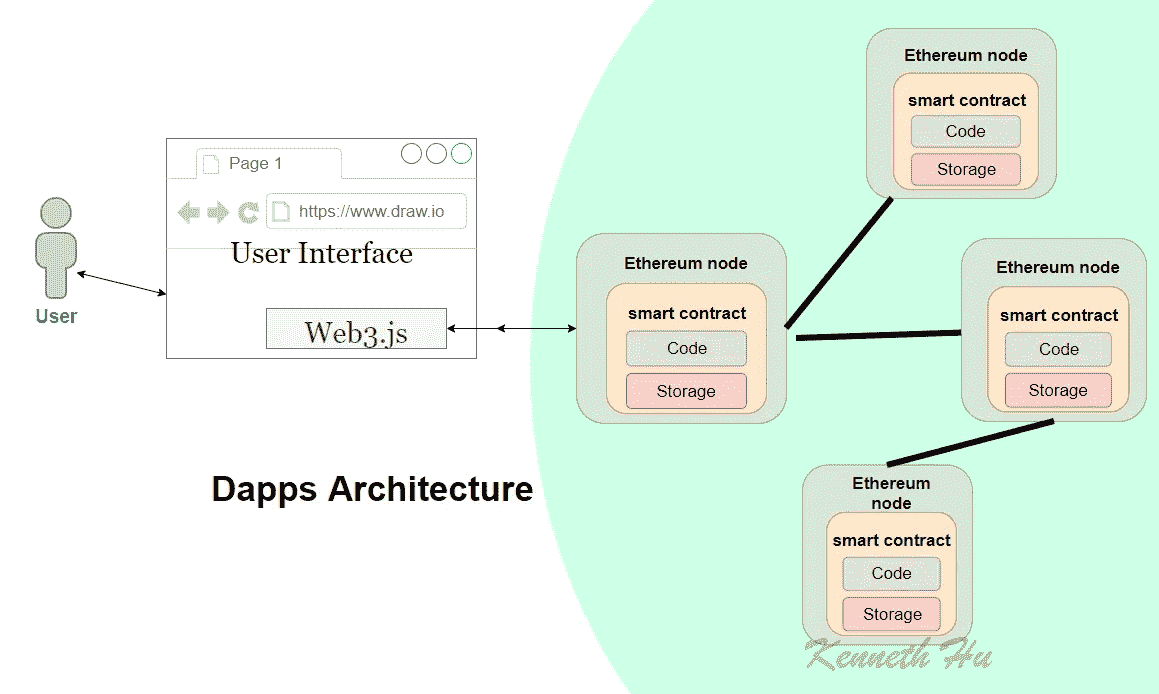 User
Page 1
https://www.draw.io
User Interface
Web3.js
Dapps Architecture
Ethereum node
smart contract
Code
Storage
Ethereum node
smart contract
Code
Storage
Ethereum node
smart contract
Code
Storage
Ethereum
node
smart contract
Code
Storage
Kenneth Hu